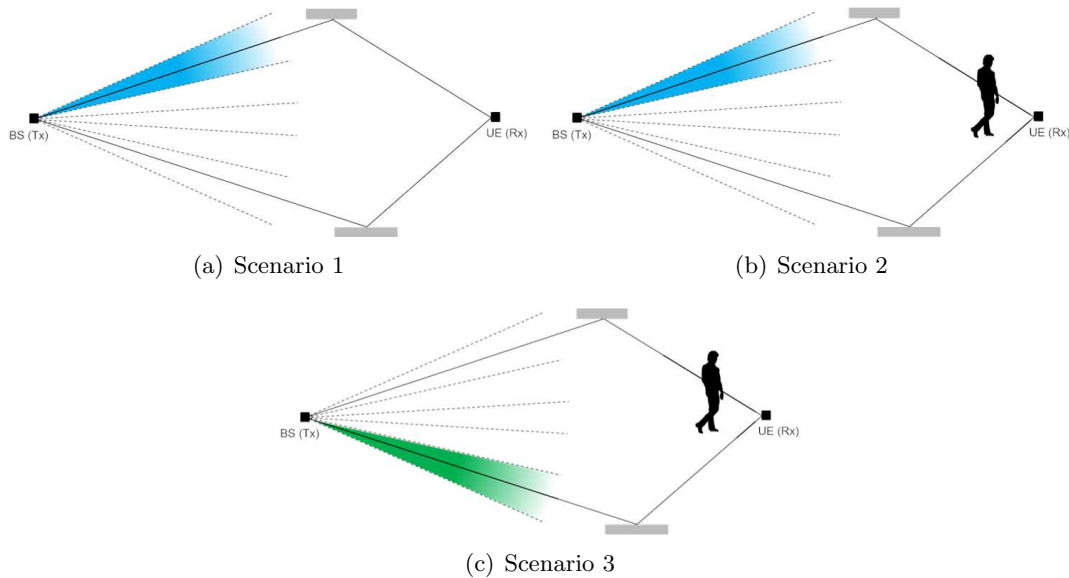 BS (Tx)
UE (Rx)
BS (Tx)
UE (Rx)
(a) Scenario 1
(b) Scenario 2
BS (Tx)
UE (Rx)
(c) Scenario 3